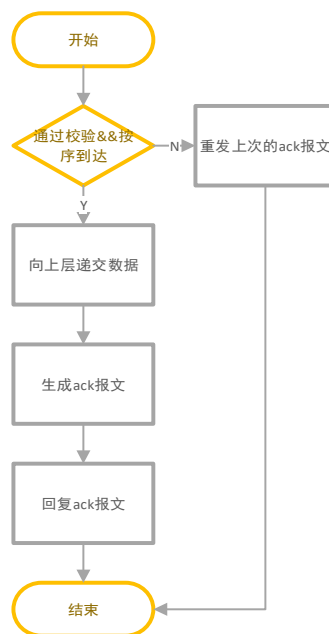 开始
通过校验&&按
序到达
N
重发上次的ack报文
Y
向上层递交数据
生成ack报文
回复ack报文
结束